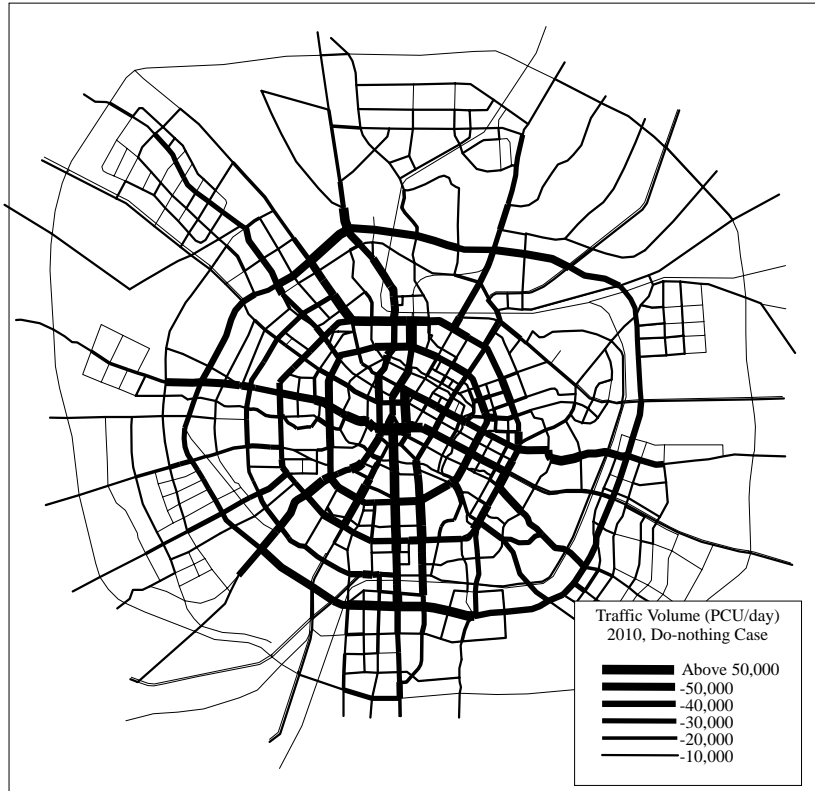 Traffic Volume (PCU/day)
2010, Do-nothing Case
Above 50,000
-50,000
-40,000
-30,000
-20,000
-10,000